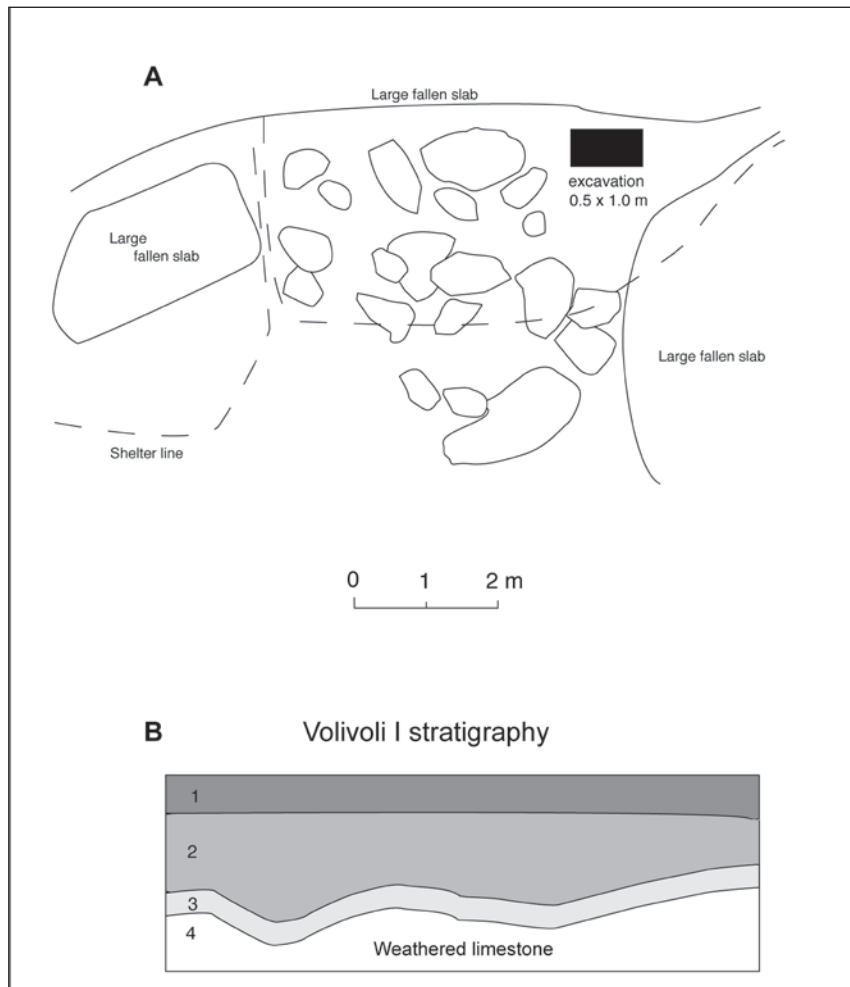 A
Large fallen slab
excavation
0.5 x 1.0 m
Large
fallen slab
Large fallen slab
Shelter line
0 1 2 m
B Volivoli I stratigraphy
1
2
3
4
Weathered limestone